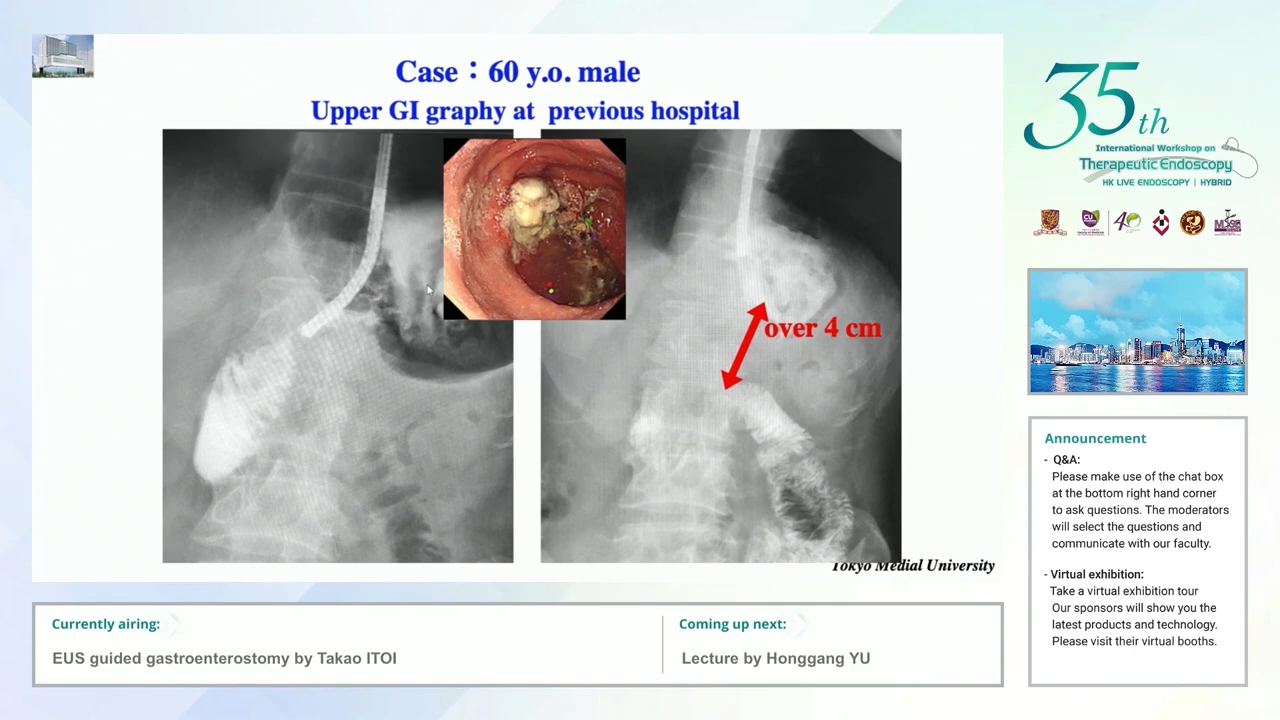 Case：60 y.o. male
Upper GI graphy at previous hospital
over 4 cm
Tokyo Medial University
35th
International Workshop on
Therapeutic Endoscopy
HK LIVE ENDOSCOPY | HYBRID
Announcement
- Q&A:
Please make use of the chat box
at the bottom right hand corner
to ask questions. The moderators
will select the questions and
communicate with our faculty.
- Virtual exhibition:
Take a virtual exhibition tour
Our sponsors will show you the
latest products and technology.
Please visit their virtual booths.
Currently airing:
EUS guided gastroenterostomy by Takao ITOI
Coming up next:
Lecture by Honggang YU